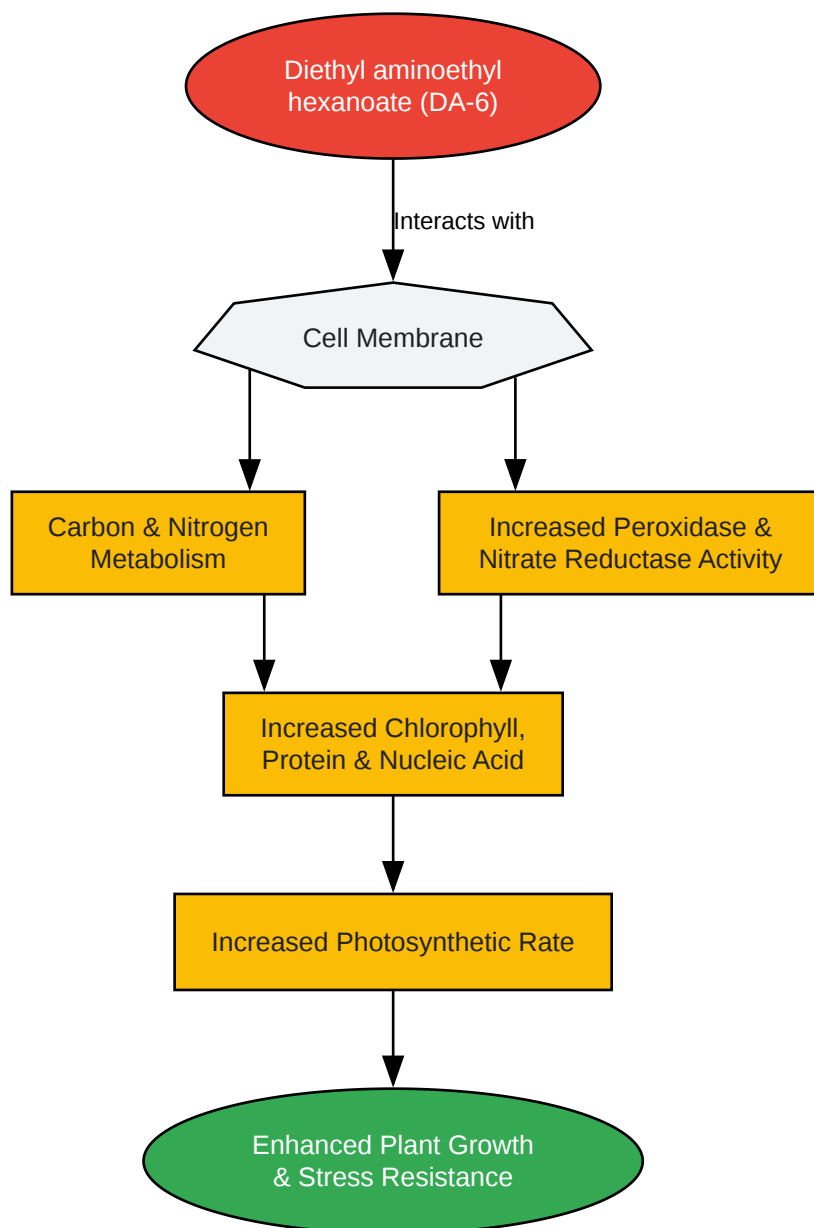 Diethyl aminoethyl
hexanoate (DA-6)
Interacts with
Cell Membrane
Carbon & Nitrogen
Metabolism
Increased Peroxidase &
Nitrate Reductase Activity
Increased Chlorophyll,
Protein & Nucleic Acid
Increased Photosynthetic Rate
Enhanced Plant Growth
& Stress Resistance